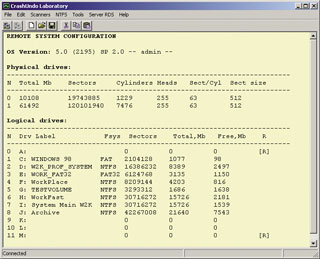 CrashUndo Laboratory
File Edit Scanners NTFS Tools Server RDS Help
REMOTE SYSTEM CONFIGURATION
OS Version: 5.0 (2195) SP 2.0 -- admin --
Physical drives:
N Total Mb Sectors Cylinders Heads Sect/Cyl Sect size
0 10108 19743885 1229 255 63 512
1 61492 120101940 7476 255 63 512
Logical drives:
N Drv Label Fsys Sectors Total,Mb Free,Mb R
0 A: 0 0 0 [R]
1 C: WINDOWS 98 FAT 2104128 1077 98
2 D: W2K_PROF_SYSTEM NTFS 16386232 8389 2497
3 E: WORK_FAT32 FAT32 6124768 3135 1150
4 F: WorkPlace NTFS 8209144 4203 816
5 G: TESTVOLUME NTFS 3293312 1686 1638
6 H: WorkFast NTFS 30716272 15726 2181
7 I: System Main W2K NTFS 30716272 15726 1539
8 J: Archive NTFS 42267008 21640 7543
9 K: 0 0 0
10 L: 0 0 0
11 M: 0 0 0 [R]
Connected